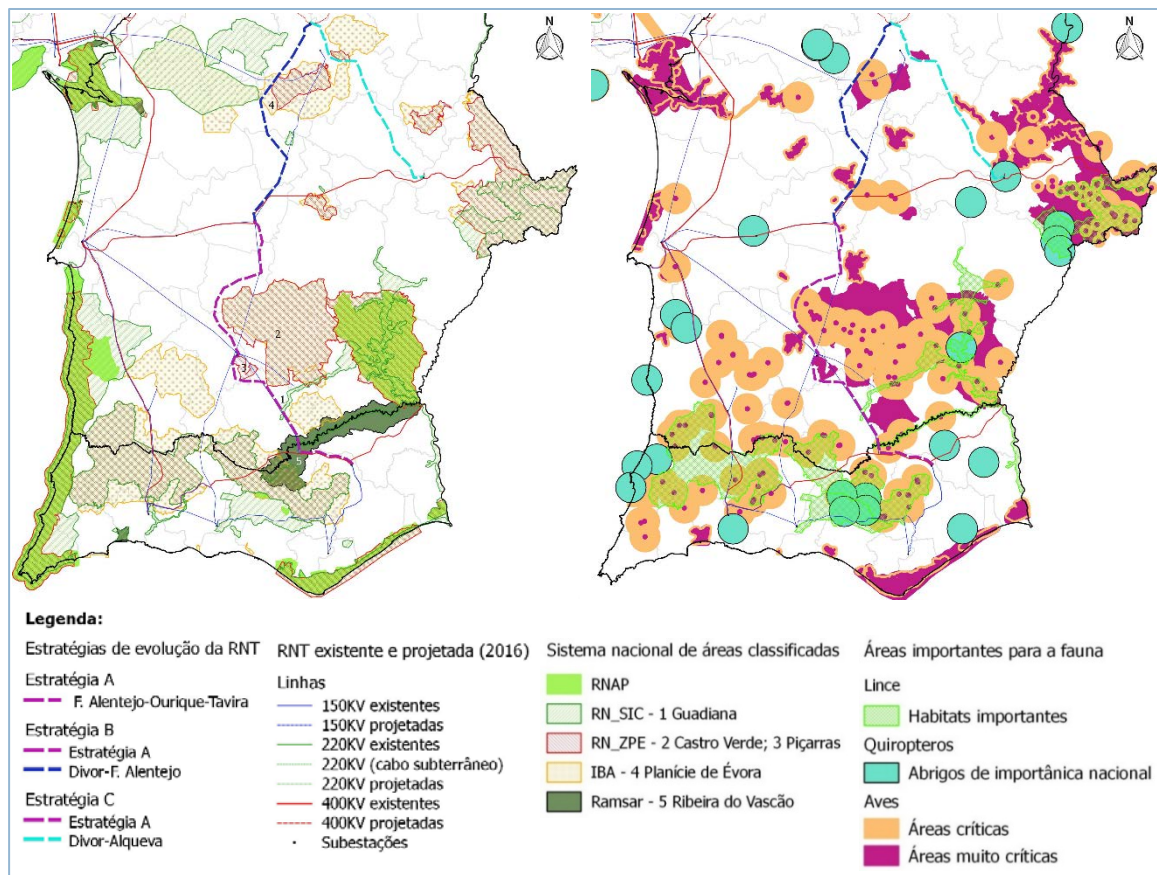 N
N
4
2
3
1
5
Legenda:
Estratégias de evolução da RNT
Estratégia A
F. Alentejo-Ourique-Tavira
Estratégia B
Estratégia A
Divor-F. Alentejo
Estratégia C
Estratégia A
Divor-Alqueva
RNT existente e projetada (2016)
Linhas
150KV existentes
150KV projetadas
220KV existentes
220KV (cabo subterrâneo)
220KV projetadas
400KV existentes
400KV projetadas
Subestações
Sistema nacional de áreas classificadas
RNAP
RN_SIC - 1 Guadiana
RN_ZPE - 2 Castro Verde; 3 Piçarras
IBA - 4 Planície de Évora
Ramsar - 5 Ribeira do Vascão
Áreas importantes para a fauna
Lince
Habitats importantes
Quiropteros
Abrigos de importânica nacional
Aves
Áreas críticas
Áreas muito críticas